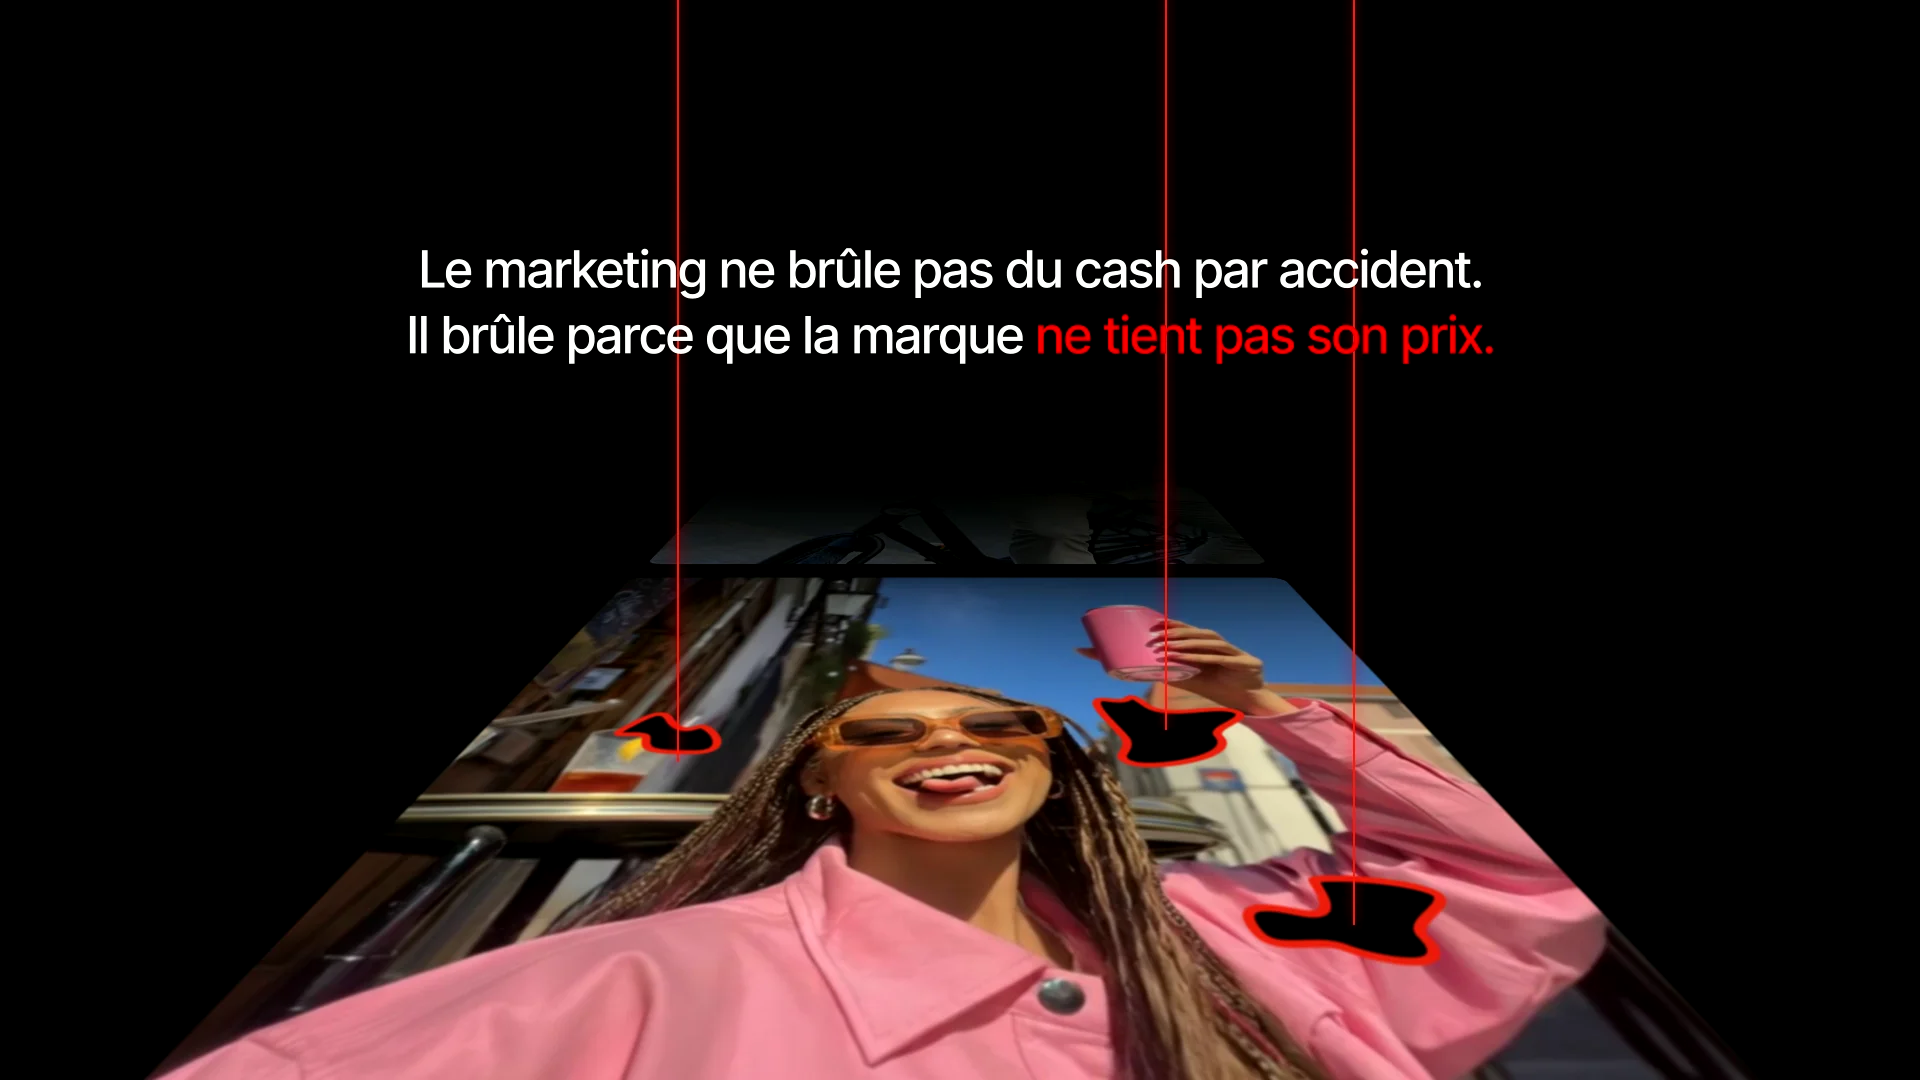 Le marketing ne brûle pas du cash par accident.
Il brûle parce que la marque ne tient pas son prix.